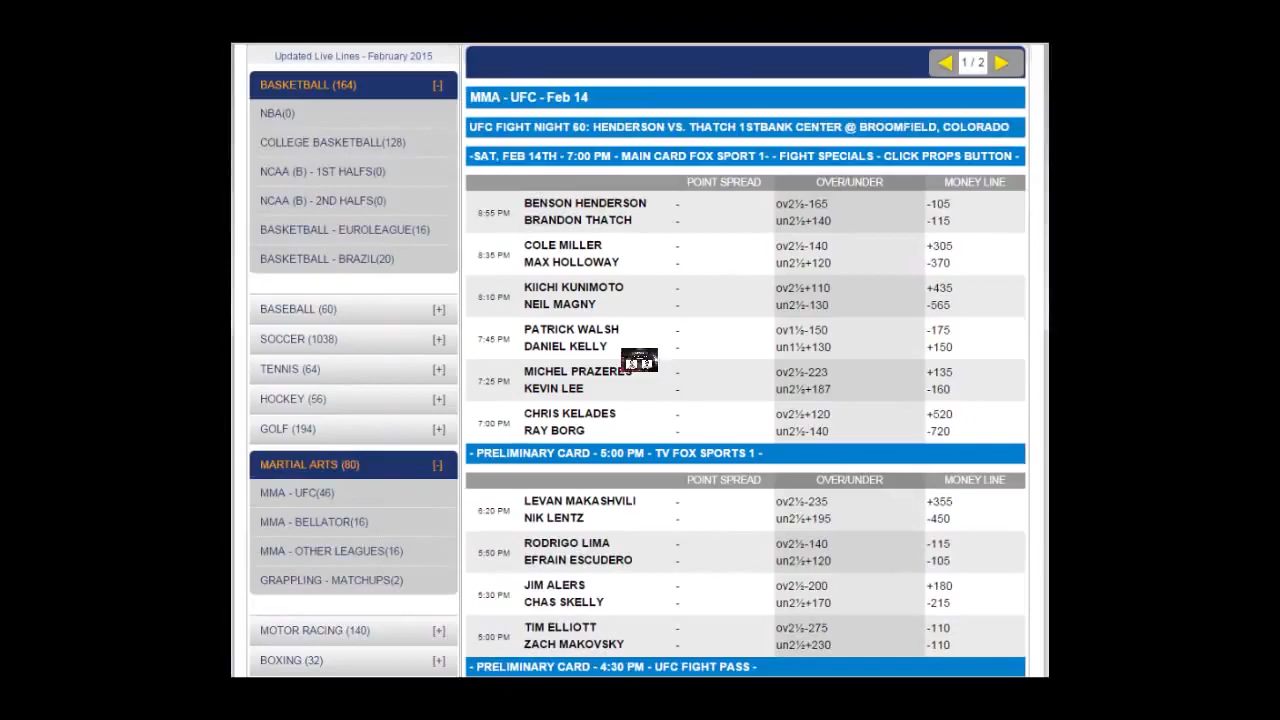 Updated Live Lines - February 2015
BASKETBALL (164) [-]
NBA(0)
COLLEGE BASKETBALL(128)
NCAA (B) - 1ST HALFS(0)
NCAA (B) - 2ND HALFS(0)
BASKETBALL - EUROLEAGUE(16)
BASKETBALL - BRAZIL(20)
BASEBALL (60) [+]
SOCCER (1038) [+]
TENNIS (64) [+]
HOCKEY (56) [+]
GOLF (194) [+]
MARTIAL ARTS (80) [-]
MMA - UFC(46)
MMA - BELLATOR(16)
MMA - OTHER LEAGUES(16)
GRAPPLING - MATCHUPS(2)
MOTOR RACING (140) [+]
BOXING (32) [+]
1 / 2
MMA - UFC - Feb 14
UFC FIGHT NIGHT 60: HENDERSON VS. THATCH 1STBANK CENTER @ BROOMFIELD, COLORADO
-SAT, FEB 14TH - 7:00 PM - MAIN CARD FOX SPORT 1- - FIGHT SPECIALS - CLICK PROPS BUTTON -
POINT SPREAD OVER/UNDER MONEY LINE
8:55 PM
BENSON HENDERSON - ov2½-165 -105
BRANDON THATCH - un2½+140 -115
8:35 PM
COLE MILLER - ov2½-140 +305
MAX HOLLOWAY - un2½+120 -370
8:10 PM
KIICHI KUNIMOTO - ov2½+110 +435
NEIL MAGNY - un2½-130 -565
7:45 PM
PATRICK WALSH - ov1½-150 -175
DANIEL KELLY - un1½+130 +150
7:25 PM
MICHEL PRAZERES - ov2½-223 +135
KEVIN LEE - un2½+187 -160
7:00 PM
CHRIS KELADES - ov2½+120 +520
RAY BORG - un2½-140 -720
- PRELIMINARY CARD - 5:00 PM - TV FOX SPORTS 1 -
POINT SPREAD OVER/UNDER MONEY LINE
6:20 PM
LEVAN MAKASHVILI - ov2½-235 +355
NIK LENTZ - un2½+195 -450
5:50 PM
RODRIGO LIMA - ov2½-140 -115
EFRAIN ESCUDERO - un2½+120 -105
5:30 PM
JIM ALERS - ov2½-200 +180
CHAS SKELLY - un2½+170 -215
5:00 PM
TIM ELLIOTT - ov2½-275 -110
ZACH MAKOVSKY - un2½+230 -110
- PRELIMINARY CARD - 4:30 PM - UFC FIGHT PASS -